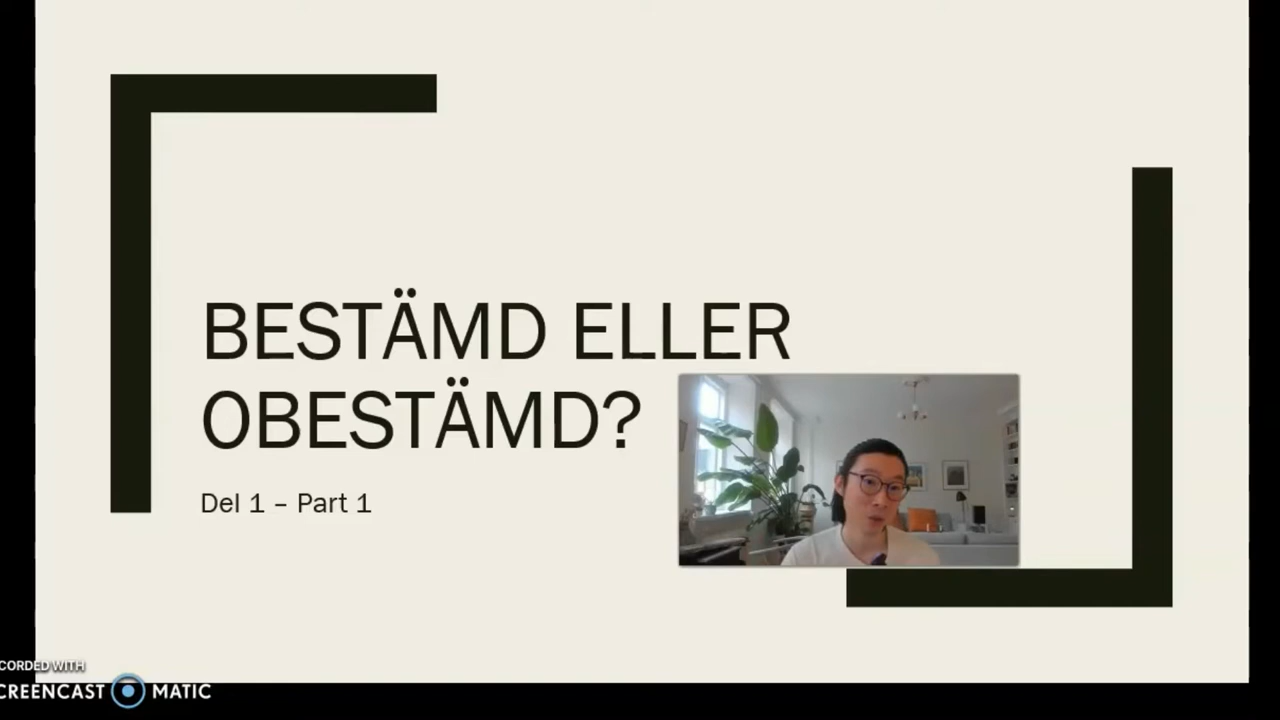 BESTÄMD ELLER
OBESTÄMD?
Del 1 – Part 1
CORDED WITH
CREENCAST MATIC